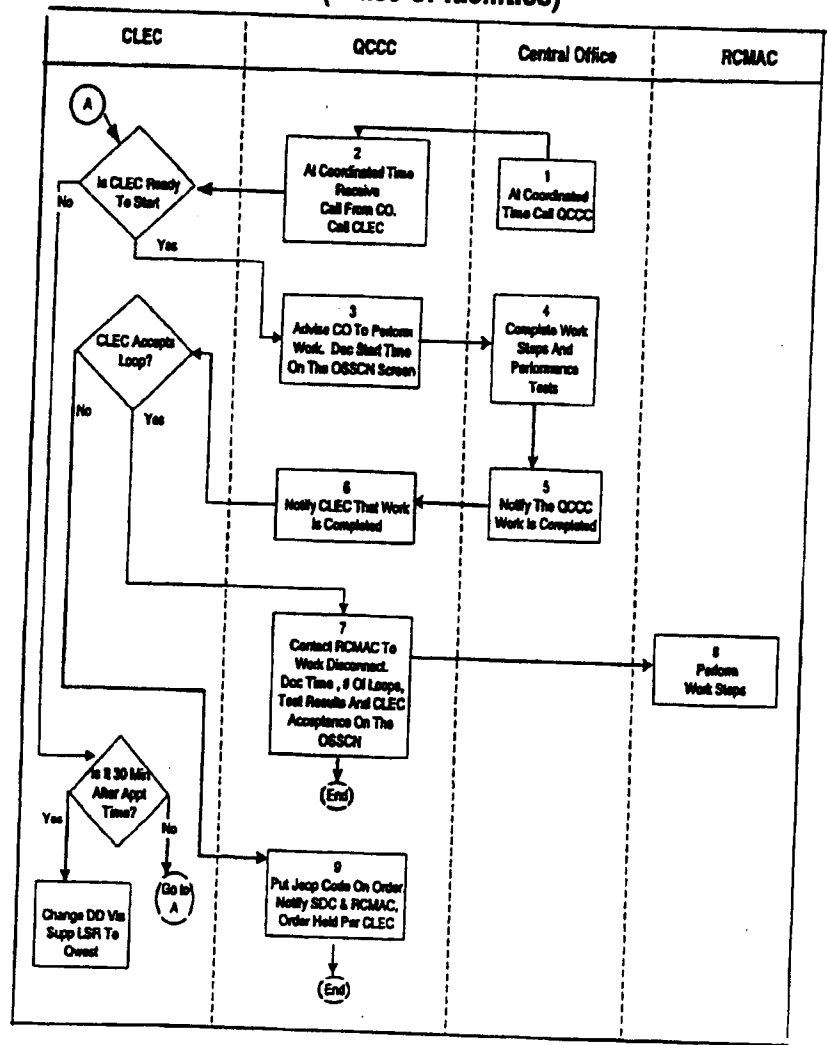 CLEC
QCCC
Central Office
RCMAC
A
Is CLEC Ready
To Start
No
Yes
2
At Coordinated Time
Receive
Call From CO.
Call CLEC
1
At Coordinated
Time Call QCCC
CLEC Accepts
Loop?
No
Yes
3
Advise CO To Perform
Work. Doc Start Time
On The OSSCN Screen
4
Complete Work
Steps And
Performance
Tests
6
Notify CLEC That Work
Is Completed
5
Notify The QCCC
Work Is Completed
7
Contact RCMAC To
Work Disconnect.
Doc Time , # Of Loops,
Test Results And CLEC
Acceptance On The
OSSCN
8
Perform
Work Steps
(End)
Is It 30 Min
After Appt
Time?
Yes
No
Change DD Via
Supp LSR To
Qwest
Go to
A
9
Put Jeop Code On Order
Notify SDC & RCMAC,
Order Held Per CLEC
(End)